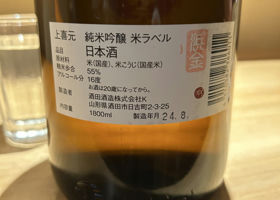 上喜元 純米吟醸 米ラベル
品目 日本酒
原材料 米(国産)、米こうじ(国産米)
精米歩合 55%
アルコール分 16度
お酒は20歳になってから。
製造者 酒田酒造株式会社K
山形県酒田市日吉町2-3-25
1800ml 製造年月 24.8